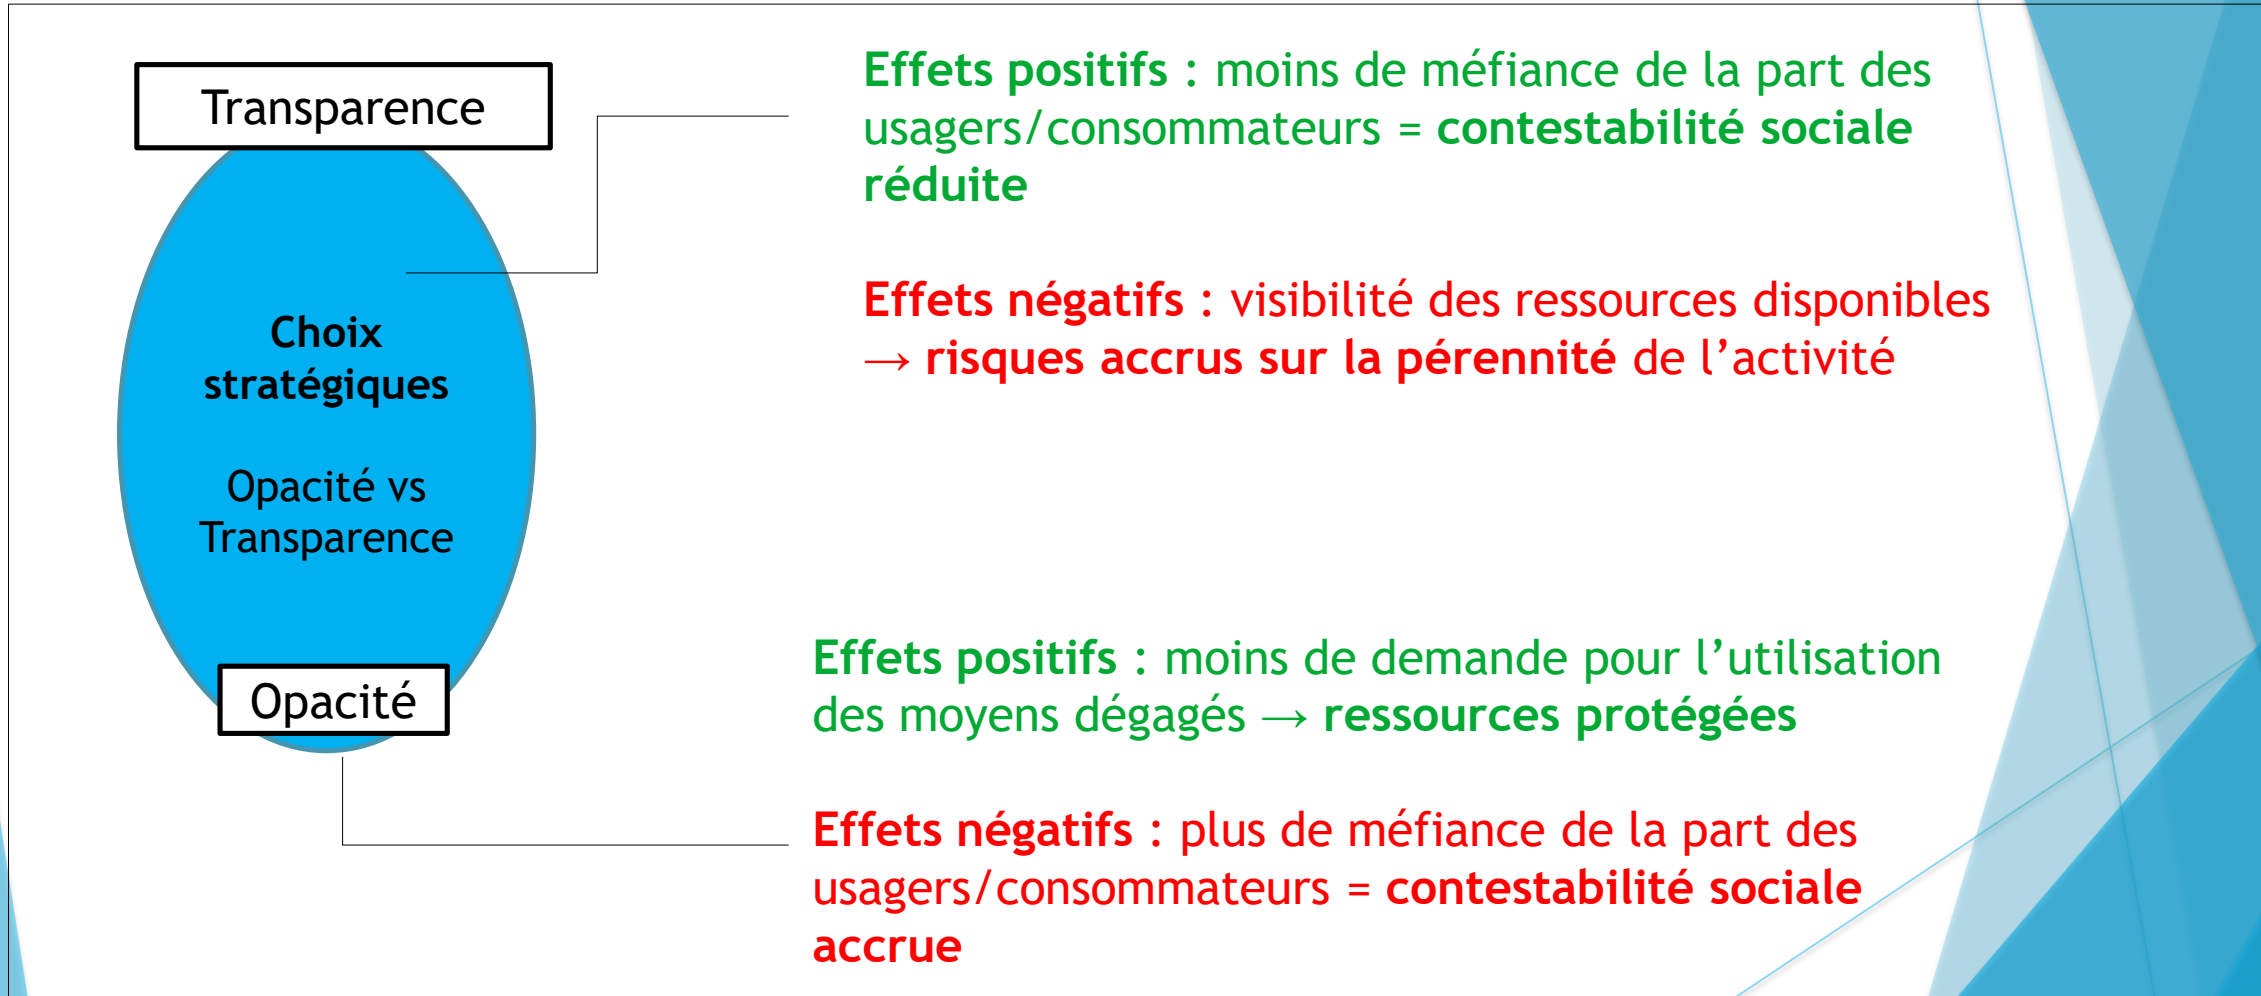 Transparence
Effets positifs : moins de méfiance de la part des
usagers/consommateurs = contestabilité sociale
réduite
Effets négatifs : visibilité des ressources disponibles
→ risques accrus sur la pérennité de l’activité
Choix
stratégiques
Opacité vs
Transparence
Opacité
Effets positifs : moins de demande pour l’utilisation
des moyens dégagés → ressources protégées
Effets négatifs : plus de méfiance de la part des
usagers/consommateurs = contestabilité sociale
accrue